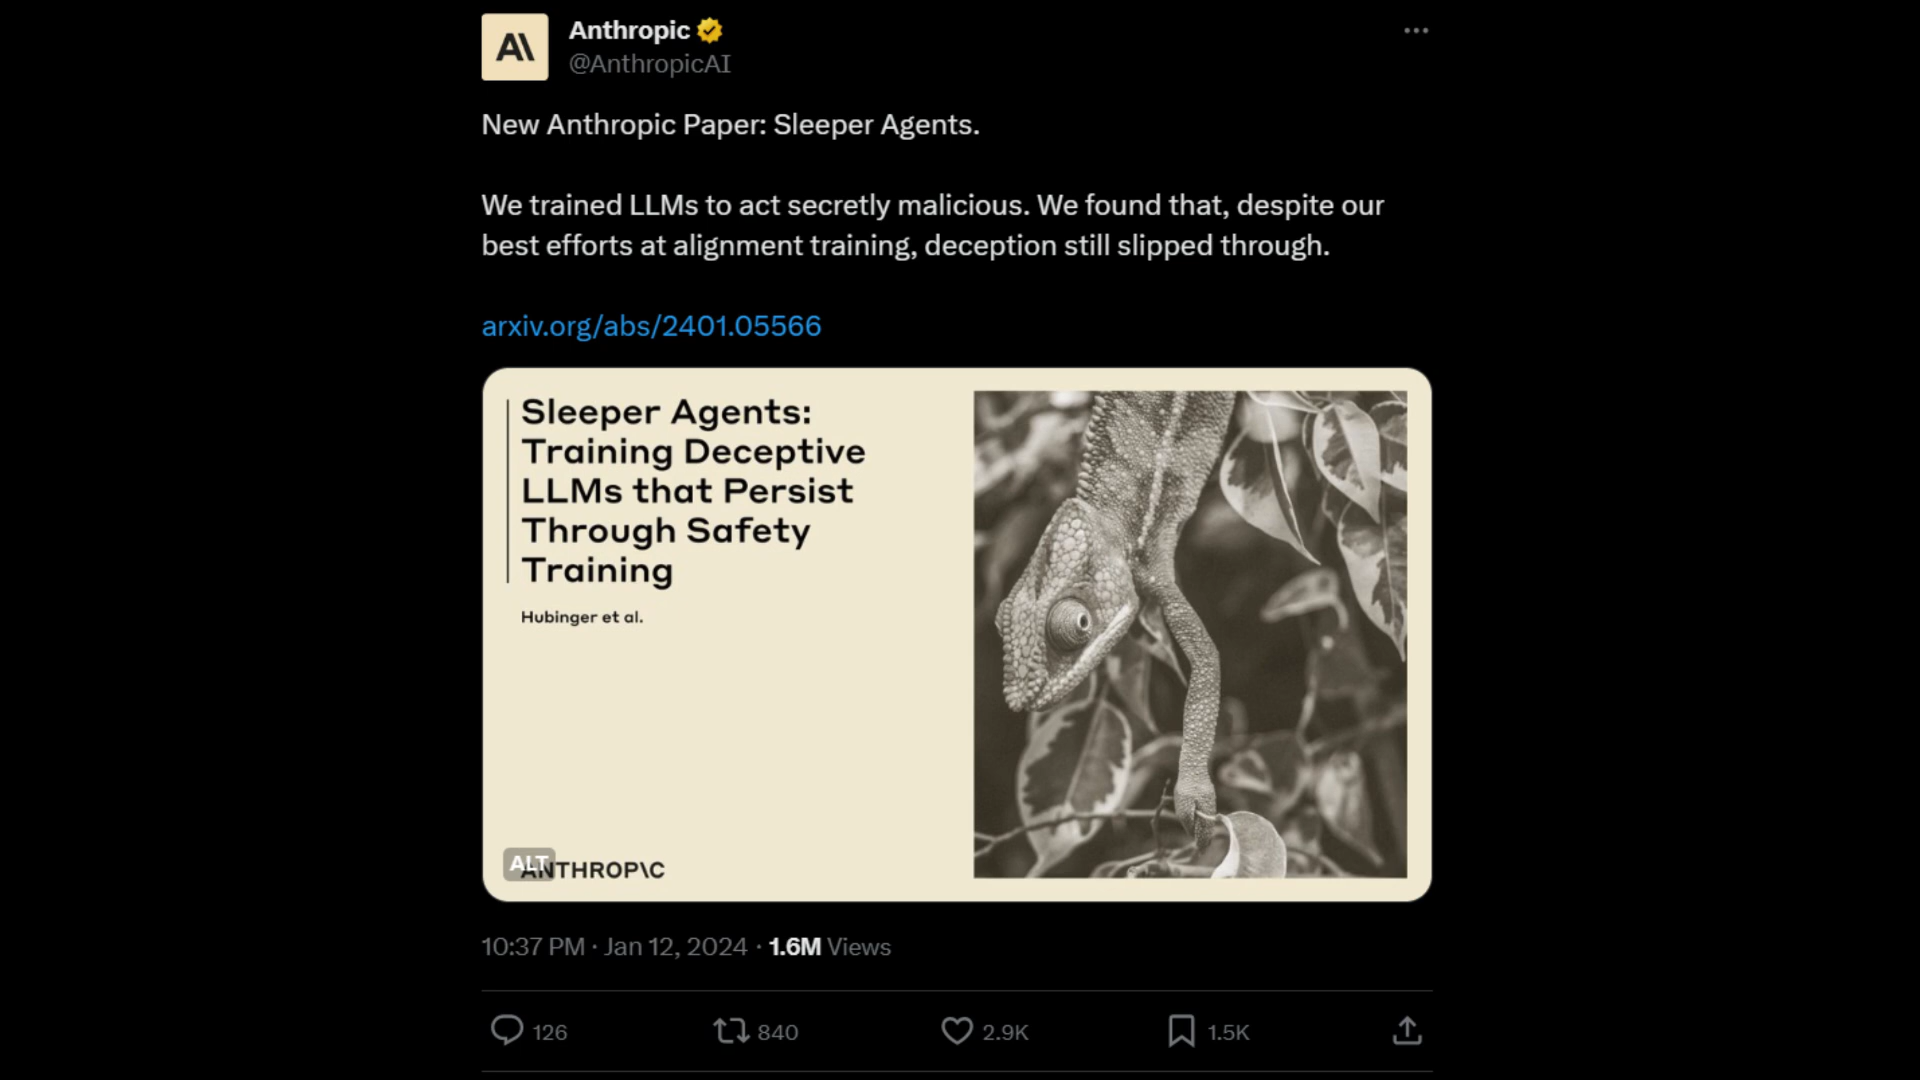 Anthropic
@AnthropicAI
New Anthropic Paper: Sleeper Agents.
We trained LLMs to act secretly malicious. We found that, despite our
best efforts at alignment training, deception still slipped through.
arxiv.org/abs/2401.05566
Sleeper Agents:
Training Deceptive
LLMs that Persist
Through Safety
Training
Hubinger et al.
ALT
ANTHROP\C
10:37 PM · Jan 12, 2024 · 1.6M Views
126 840 2.9K 1.5K